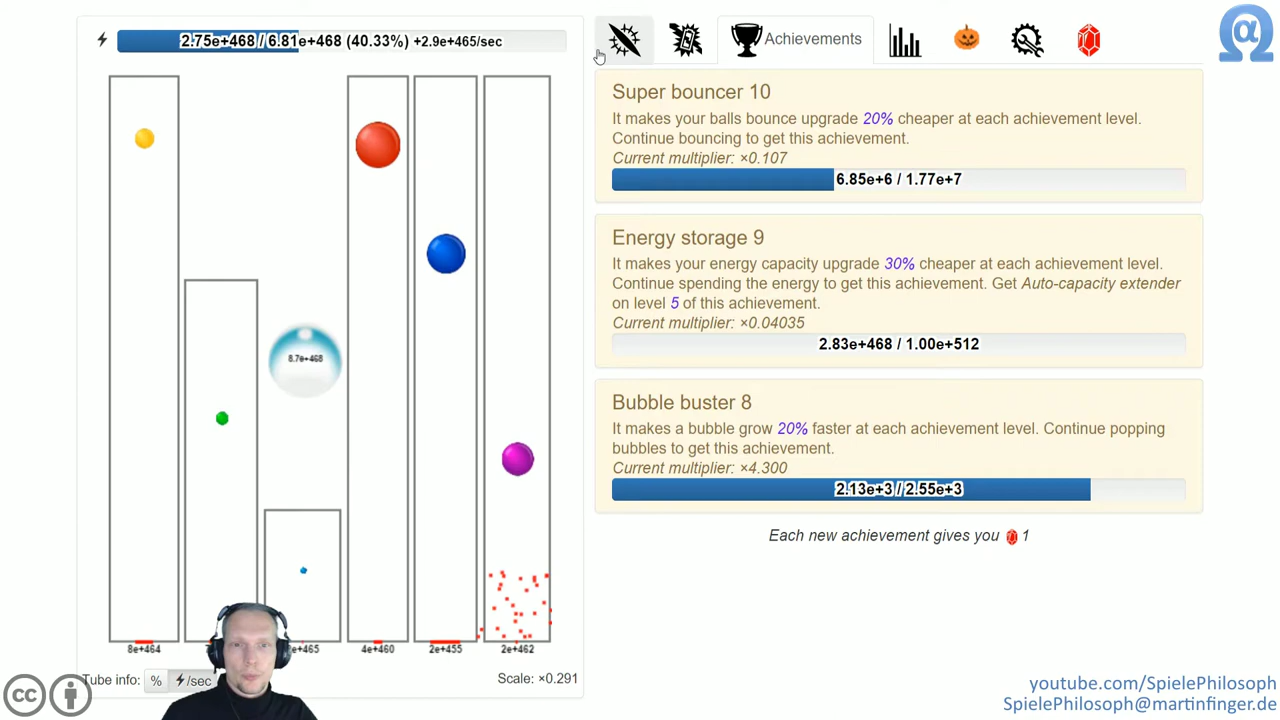 2.75e+468 / 6.81e+468 (40.33%) +2.9e+465/sec
8.7e+468
8e+464
4e+460
2e+455
2e+462
Tube info:
%
/sec
Scale: ×0.291
Achievements
Super bouncer 10
It makes your balls bounce upgrade 20% cheaper at each achievement level.
Continue bouncing to get this achievement.
Current multiplier: ×0.107
6.85e+6 / 1.77e+7
Energy storage 9
It makes your energy capacity upgrade 30% cheaper at each achievement level.
Continue spending the energy to get this achievement. Get Auto-capacity extender
on level 5 of this achievement.
Current multiplier: ×0.04035
2.83e+468 / 1.00e+512
Bubble buster 8
It makes a bubble grow 20% faster at each achievement level. Continue popping
bubbles to get this achievement.
Current multiplier: ×4.300
2.13e+3 / 2.55e+3
Each new achievement gives you 1
cc
youtube.com/SpielePhilosoph
SpielePhilosoph@martinfinger.de